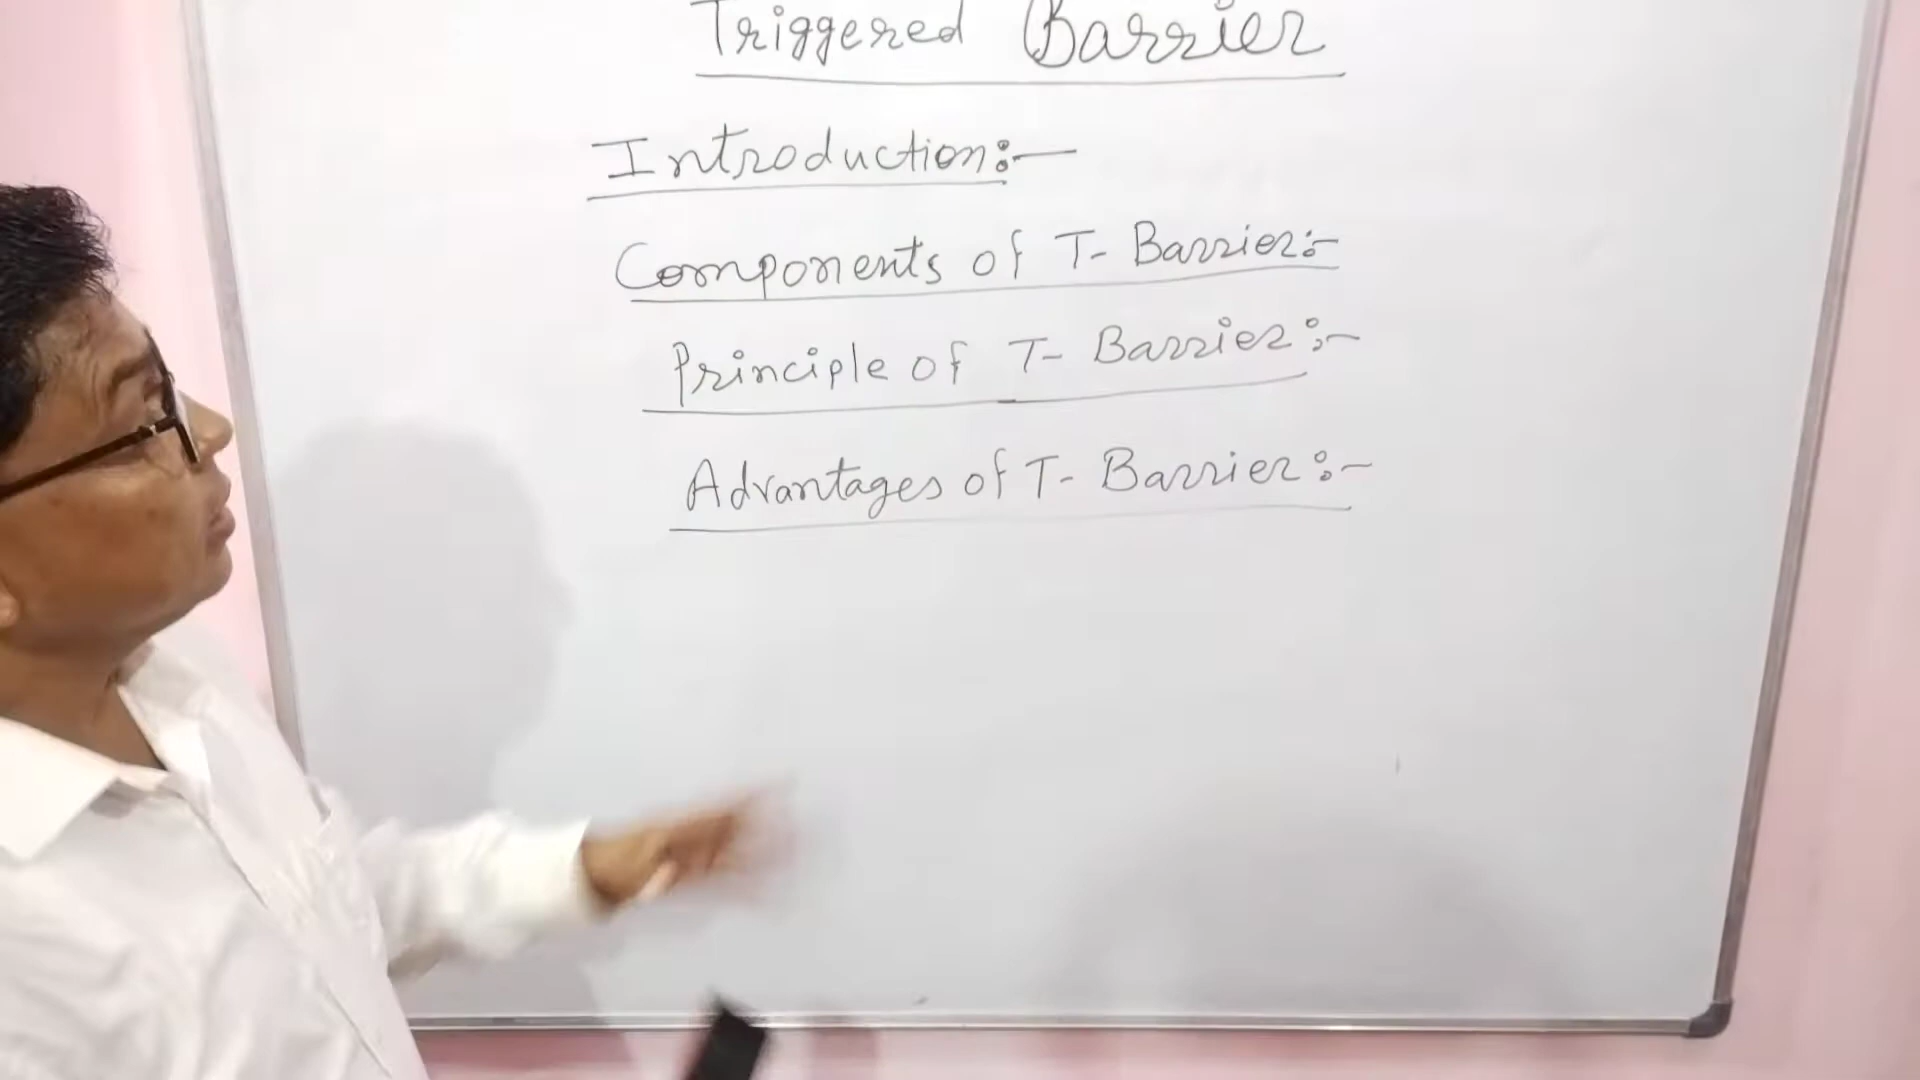 Triggered Barrier
Introduction:—
Components of T- Barrier:-
Principle of T- Barrier:-
Advantages of T- Barrier:-